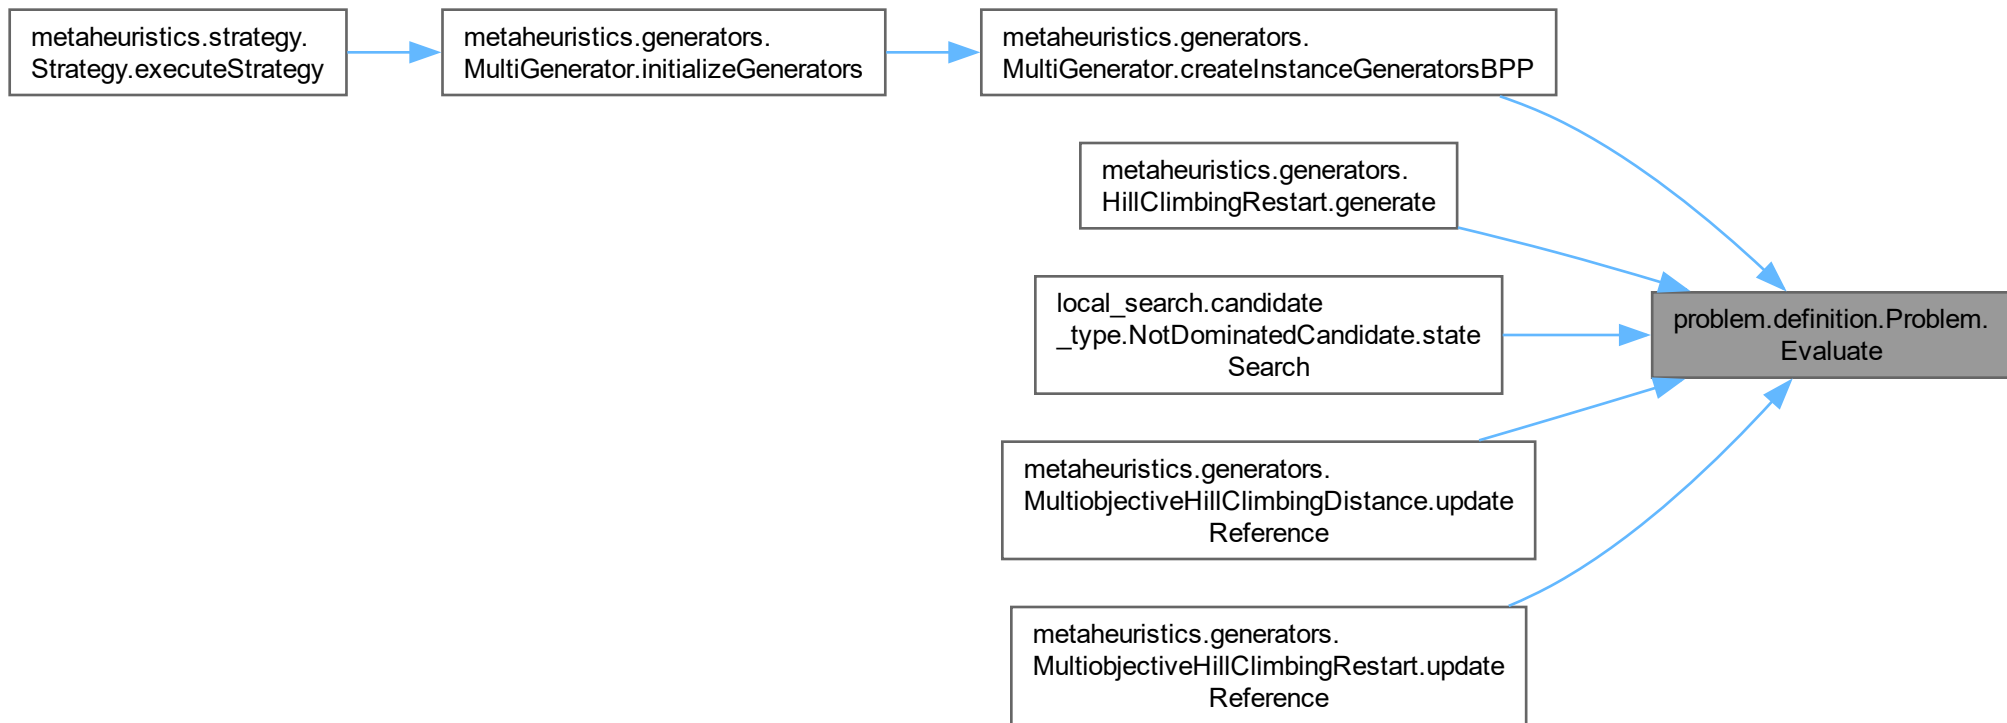 metaheuristics.strategy.
Strategy.executeStrategy
metaheuristics.generators.
MultiGenerator.initializeGenerators
metaheuristics.generators.
MultiGenerator.createInstanceGeneratorsBPP
metaheuristics.generators.
HillClimbingRestart.generate
local_search.candidate
_type.NotDominatedCandidate.state
Search
metaheuristics.generators.
MultiobjectiveHillClimbingDistance.update
Reference
metaheuristics.generators.
MultiobjectiveHillClimbingRestart.update
Reference
problem.definition.Problem.
Evaluate